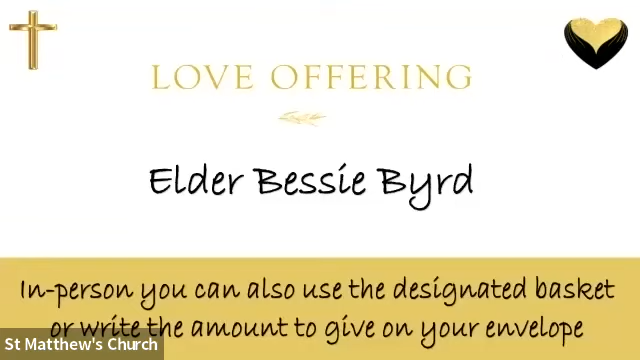 LOVE OFFERING
Elder Bessie Byrd
In-person you can also use the designated basket
or write the amount to give on your envelope
St Matthew's Church